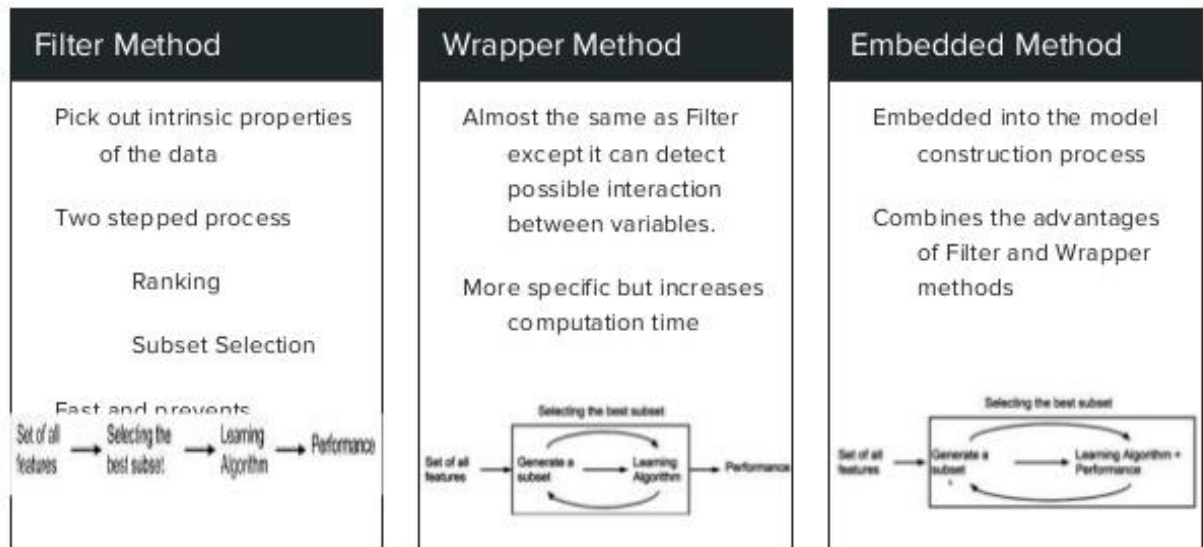 Filter Method
Pick out intrinsic properties
of the data
Two stepped process
Ranking
Subset Selection
Fast and prevents
Set of all
features
Selecting the
best subset
Learning
Algorithm
Performance
Wrapper Method
Almost the same as Filter
except it can detect
possible interaction
between variables.
More specific but increases
computation time
Selecting the best subset
Set of all
features
Generate a
subset
Learning
Algorithm
Performance
Embedded Method
Embedded into the model
construction process
Combines the advantages
of Filter and Wrapper
methods
Selecting the best subset
Set of all
features
Generate a
subset
Learning Algorithm +
Performance